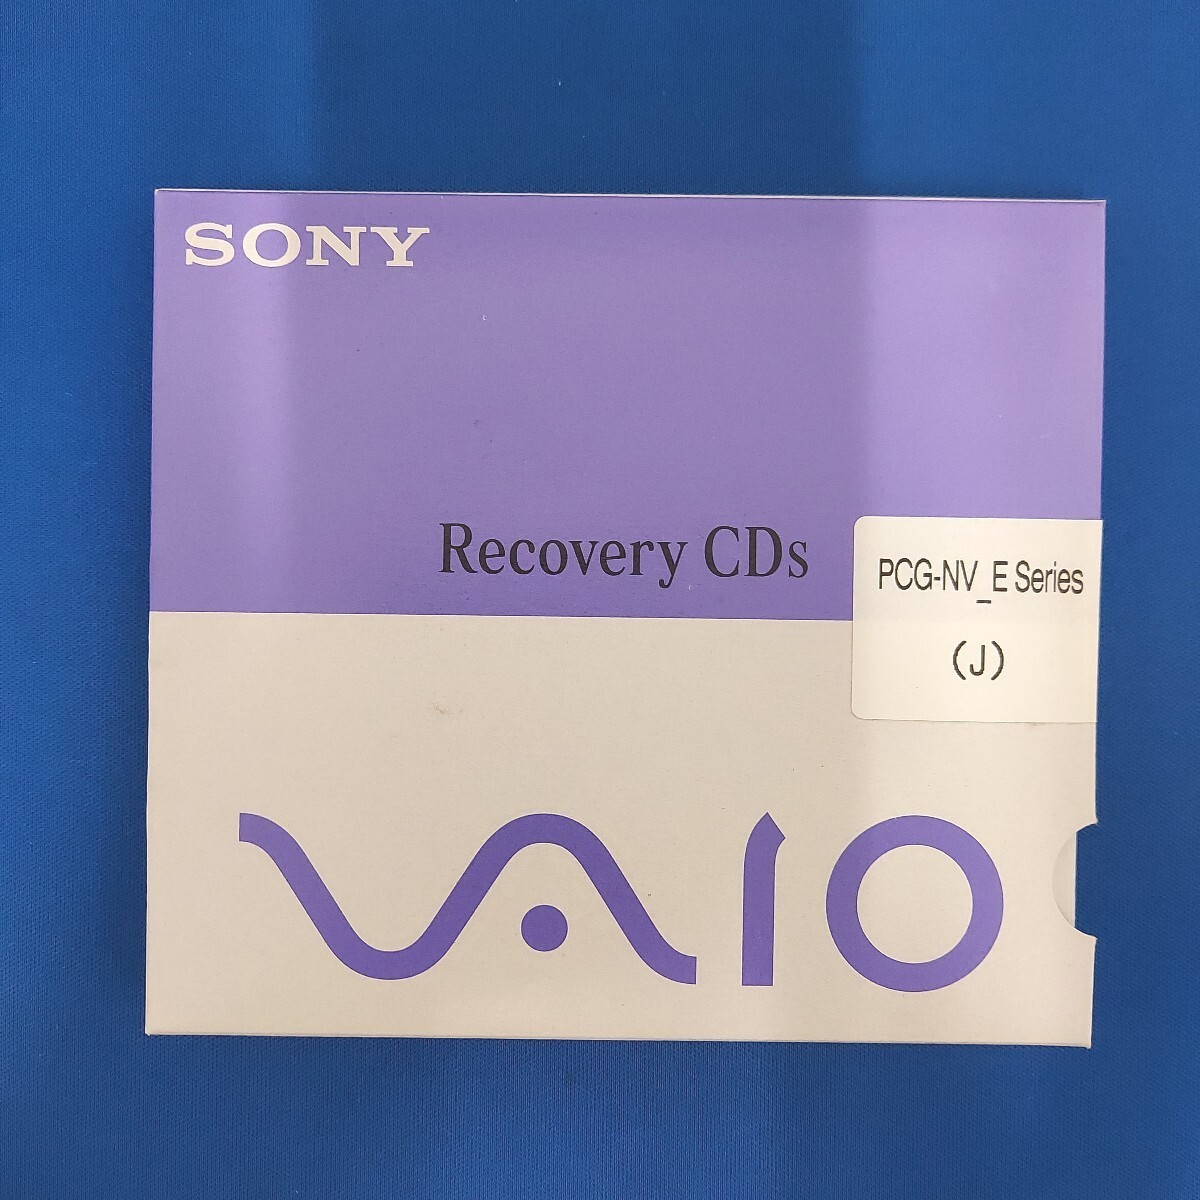 SONY
Recovery CDs
PCG-NV_E Series
(J)
VAIO